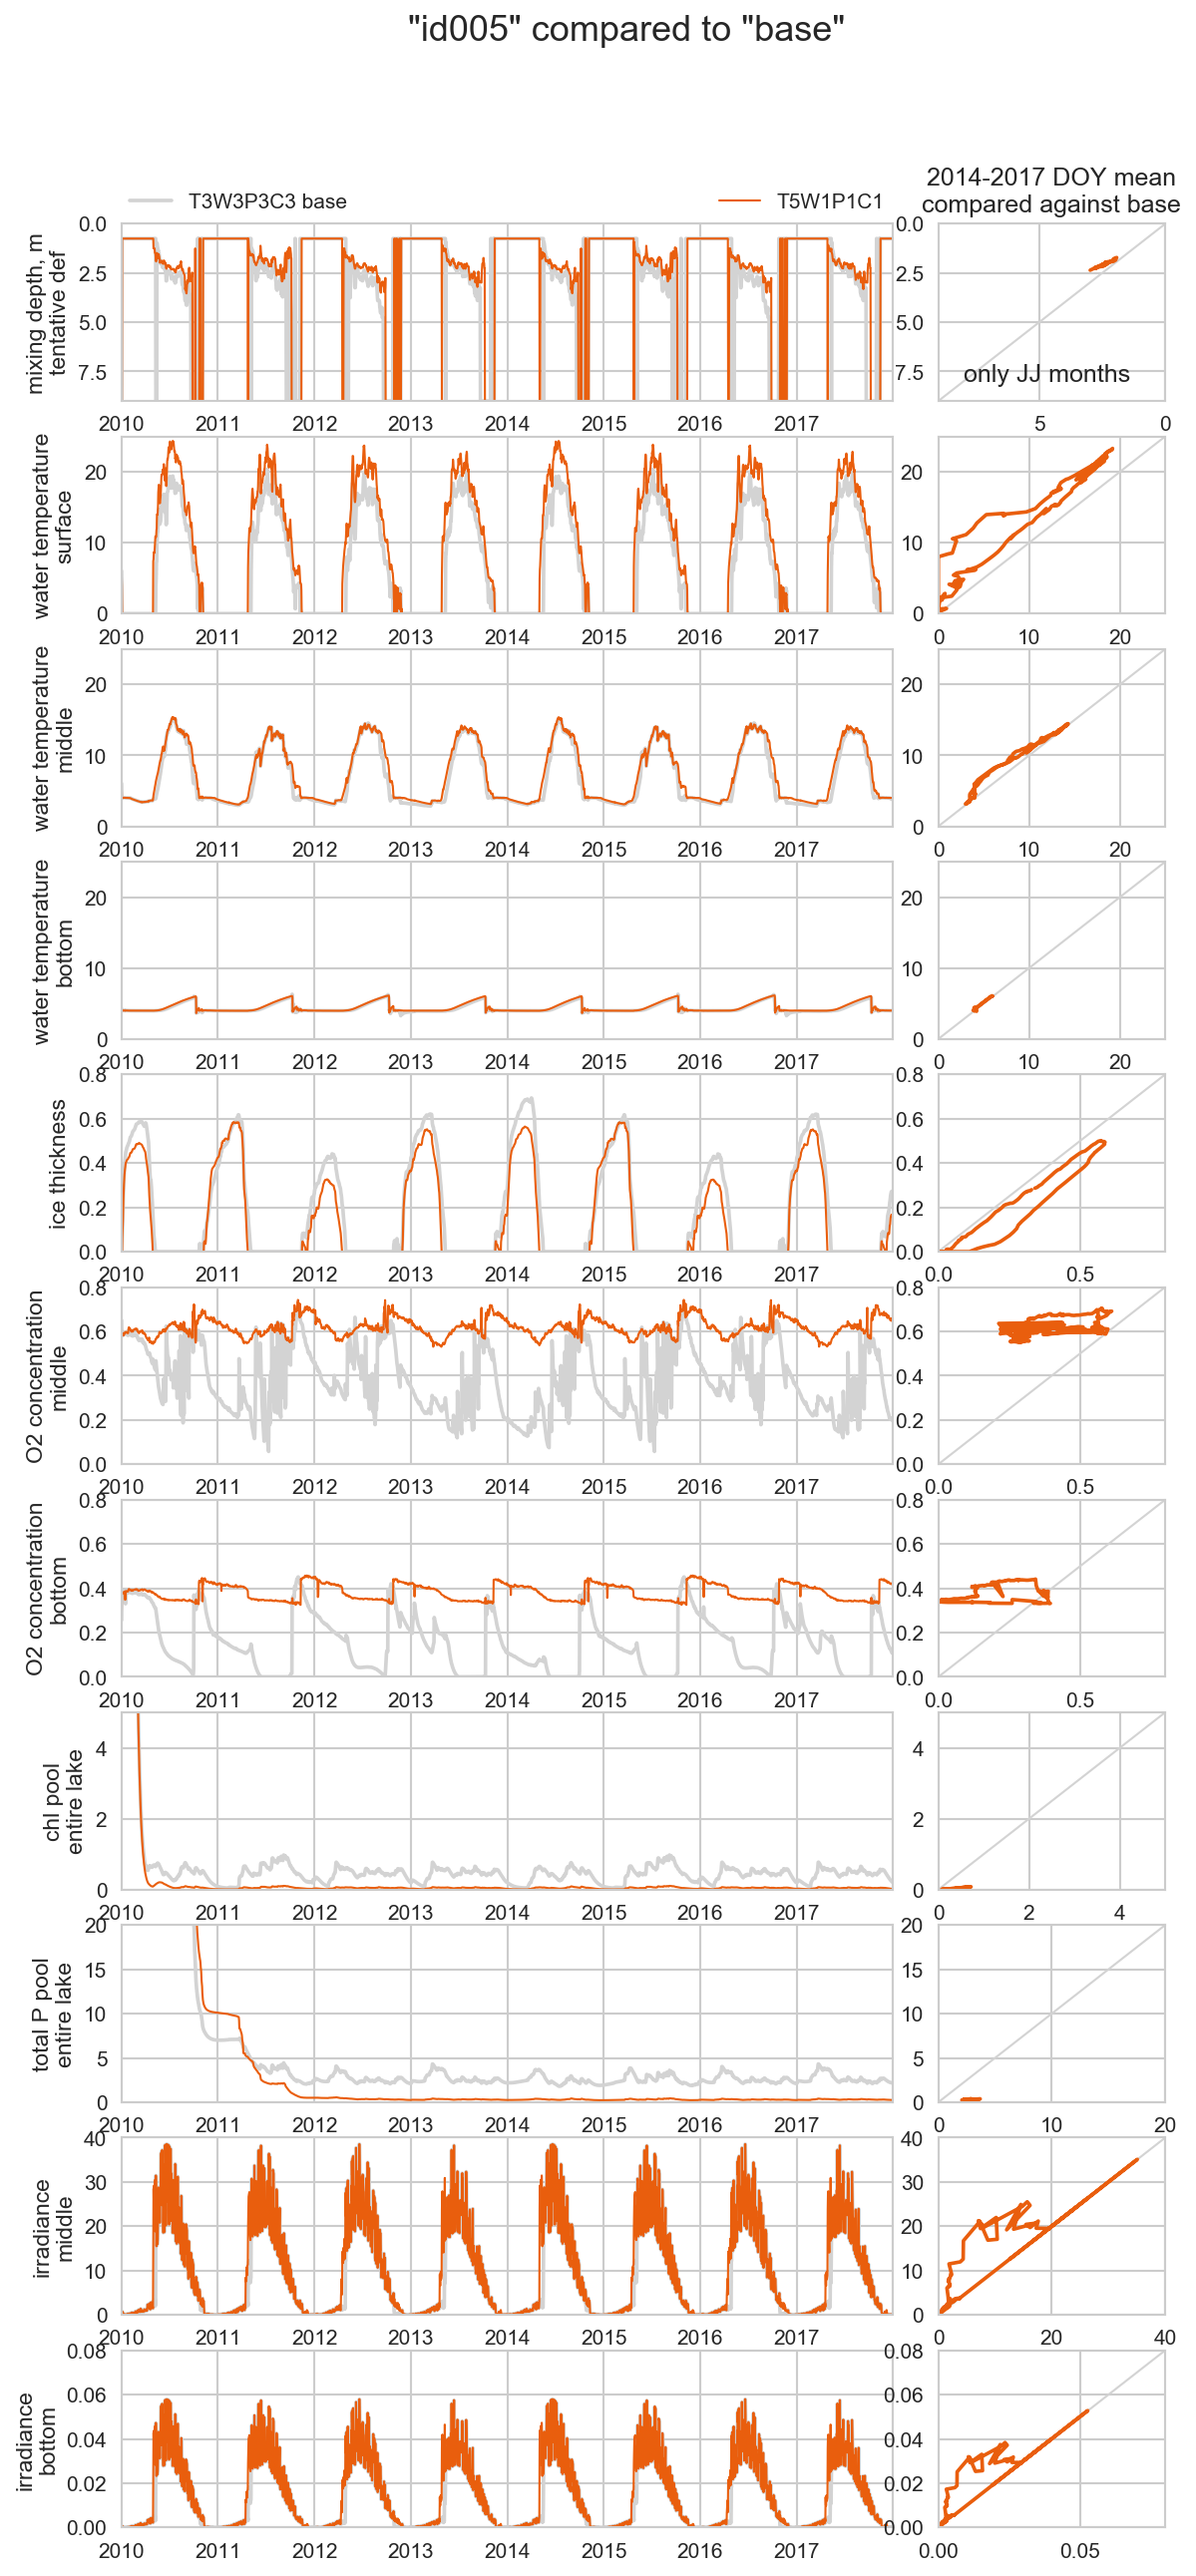 "id005" compared to "base"
T3W3P3C3 base
T5W1P1C1
2014-2017 DOY mean
compared against base
mixing depth, m
tentative def
0.0
2.5
5.0
7.5
2010 2011 2012 2013 2014 2015 2016 2017
0.0
2.5
5.0
7.5
only JJ months
5 0
water temperature
surface
20
10
0
2010 2011 2012 2013 2014 2015 2016 2017
20
10
0
0 10 20
water temperature
middle
20
10
0
2010 2011 2012 2013 2014 2015 2016 2017
20
10
0
0 10 20
water temperature
bottom
20
10
0
2010 2011 2012 2013 2014 2015 2016 2017
20
10
0
0 10 20
ice thickness
0.8
0.6
0.4
0.2
0.0
2010 2011 2012 2013 2014 2015 2016 2017
0.8
0.6
0.4
0.2
0.0
0.0 0.5
O2 concentration
middle
0.8
0.6
0.4
0.2
0.0
2010 2011 2012 2013 2014 2015 2016 2017
0.8
0.6
0.4
0.2
0.0
0.0 0.5
O2 concentration
bottom
0.8
0.6
0.4
0.2
0.0
2010 2011 2012 2013 2014 2015 2016 2017
0.8
0.6
0.4
0.2
0.0
0.0 0.5
chl pool
entire lake
4
2
0
2010 2011 2012 2013 2014 2015 2016 2017
4
2
0
0 2 4
total P pool
entire lake
20
15
10
5
0
2010 2011 2012 2013 2014 2015 2016 2017
20
15
10
5
0
0 10 20
irradiance
middle
40
30
20
10
0
2010 2011 2012 2013 2014 2015 2016 2017
40
30
20
10
0
0 20 40
irradiance
bottom
0.08
0.06
0.04
0.02
0.00
2010 2011 2012 2013 2014 2015 2016 2017
0.08
0.06
0.04
0.02
0.00
0.00 0.05